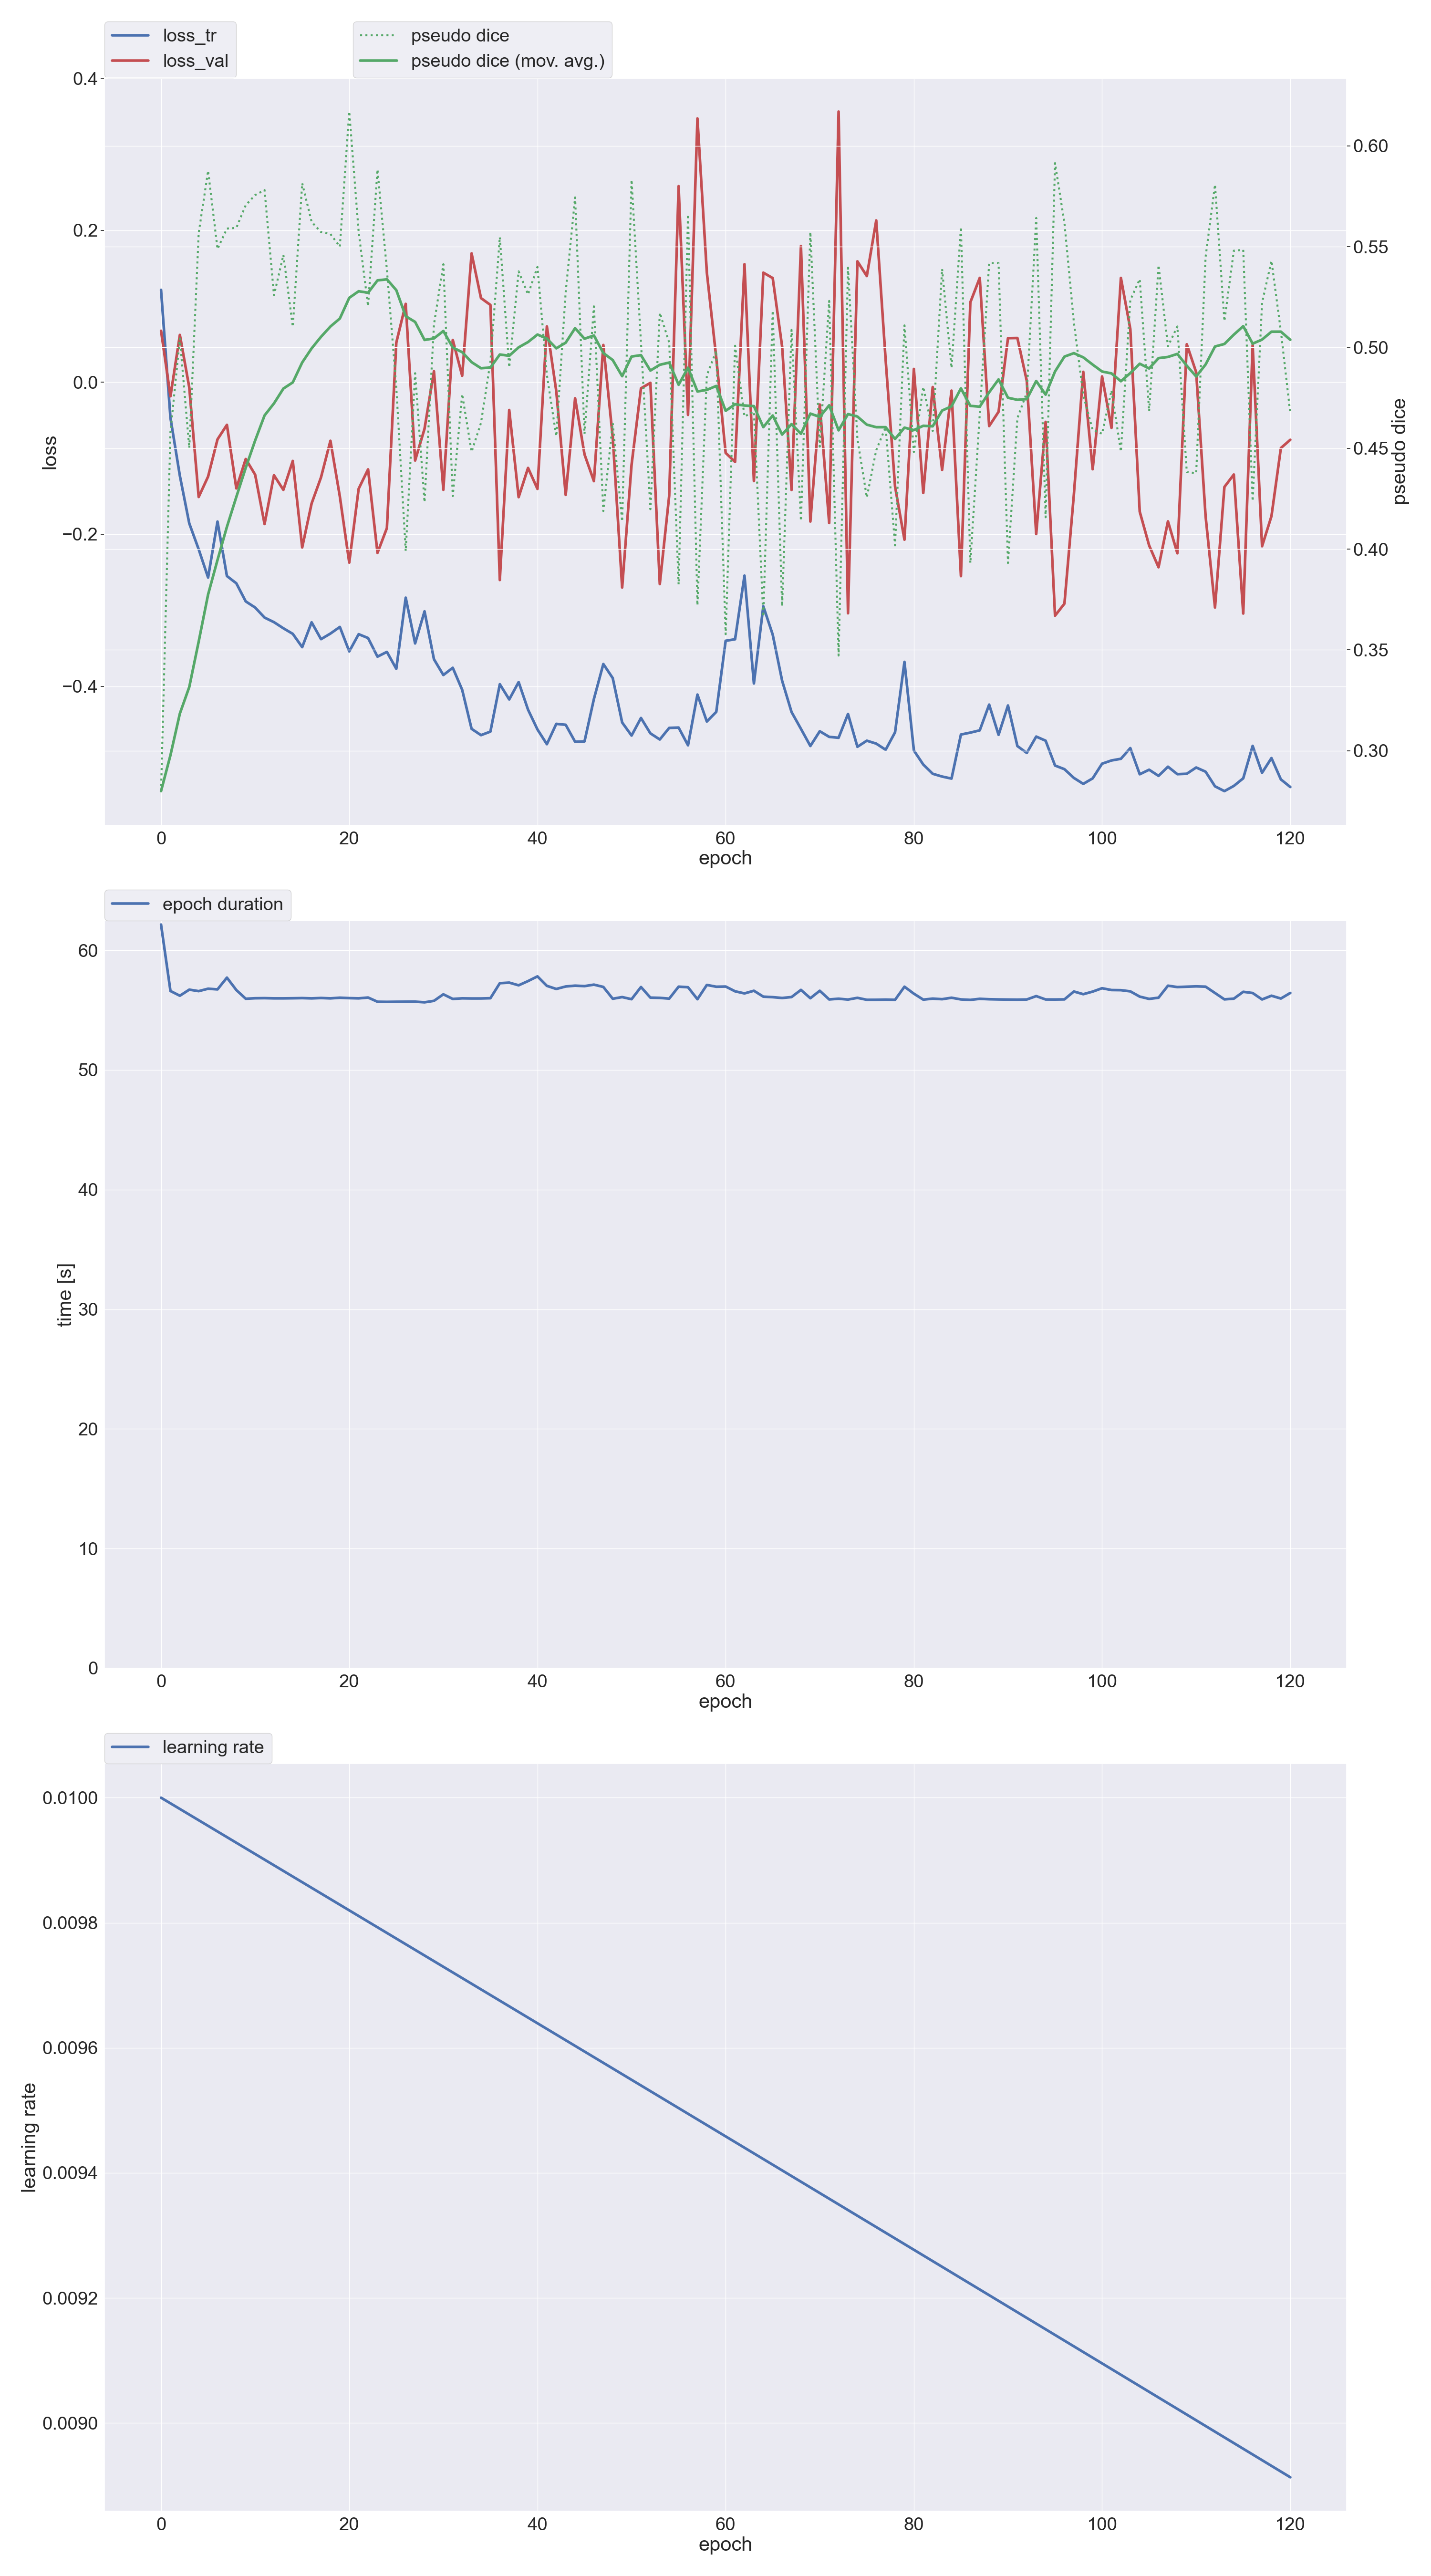 loss_tr
loss_val
pseudo dice
pseudo dice (mov. avg.)
0.4
0.2
0.0
−0.2
−0.4
loss
0.60
0.55
0.50
0.45
0.40
0.35
0.30
pseudo dice
0 20 40 60 80 100 120
epoch
epoch duration
60
50
40
30
20
10
0
time [s]
0 20 40 60 80 100 120
epoch
learning rate
0.0100
0.0098
0.0096
0.0094
0.0092
0.0090
learning rate
0 20 40 60 80 100 120
epoch